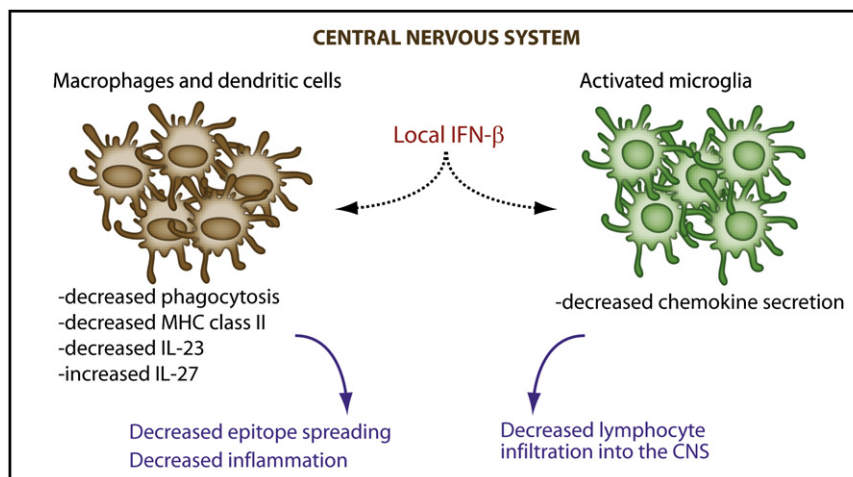 CENTRAL NERVOUS SYSTEM
Macrophages and dendritic cells
Activated microglia
Local IFN-β
-decreased phagocytosis
-decreased MHC class II
-decreased IL-23
-increased IL-27
-decreased chemokine secretion
Decreased epitope spreading
Decreased inflammation
Decreased lymphocyte
infiltration into the CNS